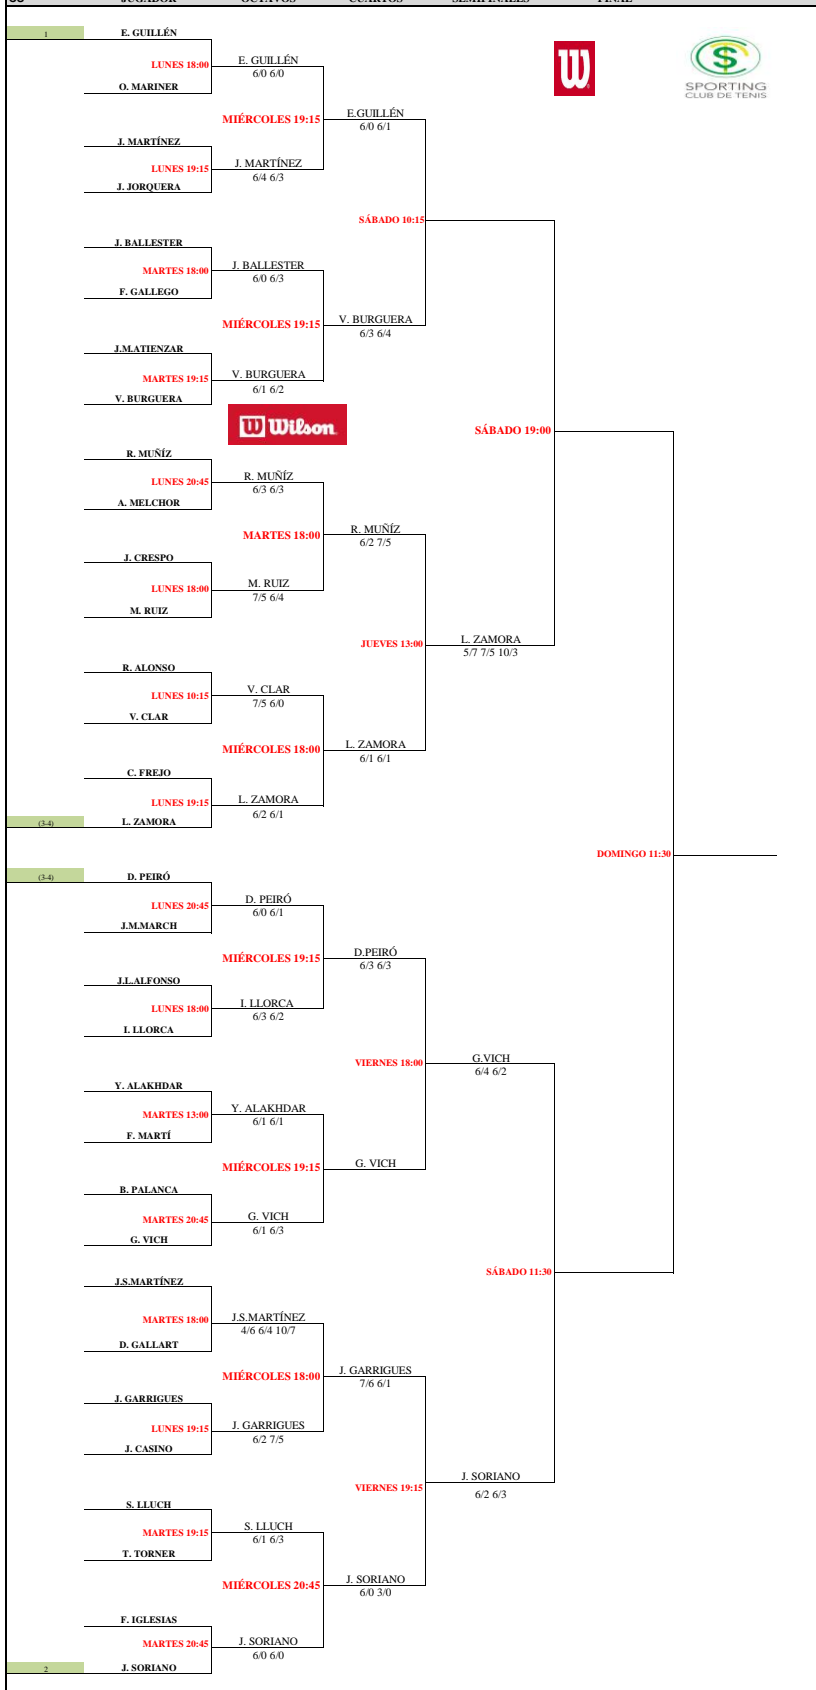 JUGADOR OCTAVOS CUARTOS SEMIFINALES FINAL
1 E. GUILLÉN
LUNES 18:00 E. GUILLÉN
6/0 6/0
O. MARINER
MIÉRCOLES 19:15 E.GUILLÉN
6/0 6/1
J. MARTÍNEZ
LUNES 19:15 J. MARTÍNEZ
6/4 6/3
J. JORQUERA
W
SPORTING
CLUB DE TENIS
SÁBADO 10:15
J. BALLESTER
MARTES 18:00 J. BALLESTER
6/0 6/3
F. GALLEGO
MIÉRCOLES 19:15 V. BURGUERA
6/3 6/4
J.M.ATIENZAR
MARTES 19:15 V. BURGUERA
6/1 6/2
V. BURGUERA
W Wilson
SÁBADO 19:00
R. MUÑÍZ
LUNES 20:45 R. MUÑÍZ
6/3 6/3
A. MELCHOR
MARTES 18:00 R. MUÑÍZ
6/2 7/5
J. CRESPO
LUNES 18:00 M. RUIZ
7/5 6/4
M. RUIZ
JUEVES 13:00 L. ZAMORA
5/7 7/5 10/3
R. ALONSO
LUNES 10:15 V. CLAR
7/5 6/0
V. CLAR
MIÉRCOLES 18:00 L. ZAMORA
6/1 6/1
C. FREJO
LUNES 19:15 L. ZAMORA
6/2 6/1
(3-4) L. ZAMORA
DOMINGO 11:30
(3-4) D. PEIRÓ
LUNES 20:45 D. PEIRÓ
6/0 6/1
J.M.MARCH
MIÉRCOLES 19:15 D.PEIRÓ
6/3 6/3
J.L.ALFONSO
LUNES 18:00 I. LLORCA
6/3 6/2
I. LLORCA
VIERNES 18:00 G.VICH
6/4 6/2
Y. ALAKHDAR
MARTES 13:00 Y. ALAKHDAR
6/1 6/1
F. MARTÍ
MIÉRCOLES 19:15 G. VICH
B. PALANCA
MARTES 20:45 G. VICH
6/1 6/3
G. VICH
SÁBADO 11:30
J.S.MARTÍNEZ
MARTES 18:00 J.S.MARTÍNEZ
4/6 6/4 10/7
D. GALLART
MIÉRCOLES 18:00 J. GARRIGUES
7/6 6/1
J. GARRIGUES
LUNES 19:15 J. GARRIGUES
6/2 7/5
J. CASINO
VIERNES 19:15 J. SORIANO
6/2 6/3
S. LLUCH
MARTES 19:15 S. LLUCH
6/1 6/3
T. TORNER
MIÉRCOLES 20:45 J. SORIANO
6/0 3/0
F. IGLESIAS
MARTES 20:45 J. SORIANO
6/0 6/0
2 J. SORIANO